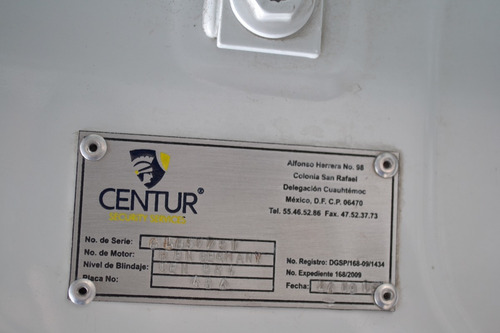 CENTUR®
SECURITY SERVICES
Alfonso Herrera No. 98
Colonia San Rafael
Delegación Cuauhtémoc
México, D.F. C.P. 06470
Tel. 55.46.52.86 Fax. 47.52.37.73
No. de Serie:
No. de Motor: GERMANY
Nivel de Blindaje:
Placa No:
No. Registro: DGSP/168-09/1434
No. Expediente 168/2009
Fecha: